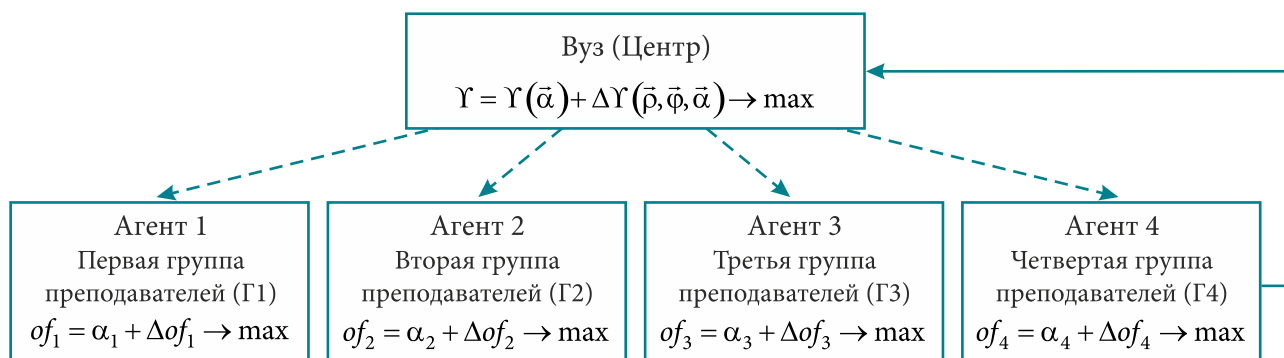 Вуз (Центр)
ϒ = ϒ(α⃗) + Δϒ(ρ⃗, φ⃗, α⃗) → max
Агент 1
Первая группа
преподавателей (Г1)
of₁ = α₁ + Δof₁ → max
Агент 2
Вторая группа
преподавателей (Г2)
of₂ = α₂ + Δof₂ → max
Агент 3
Третья группа
преподавателей (Г3)
of₃ = α₃ + Δof₃ → max
Агент 4
Четвертая группа
преподавателей (Г4)
of₄ = α₄ + Δof₄ → max